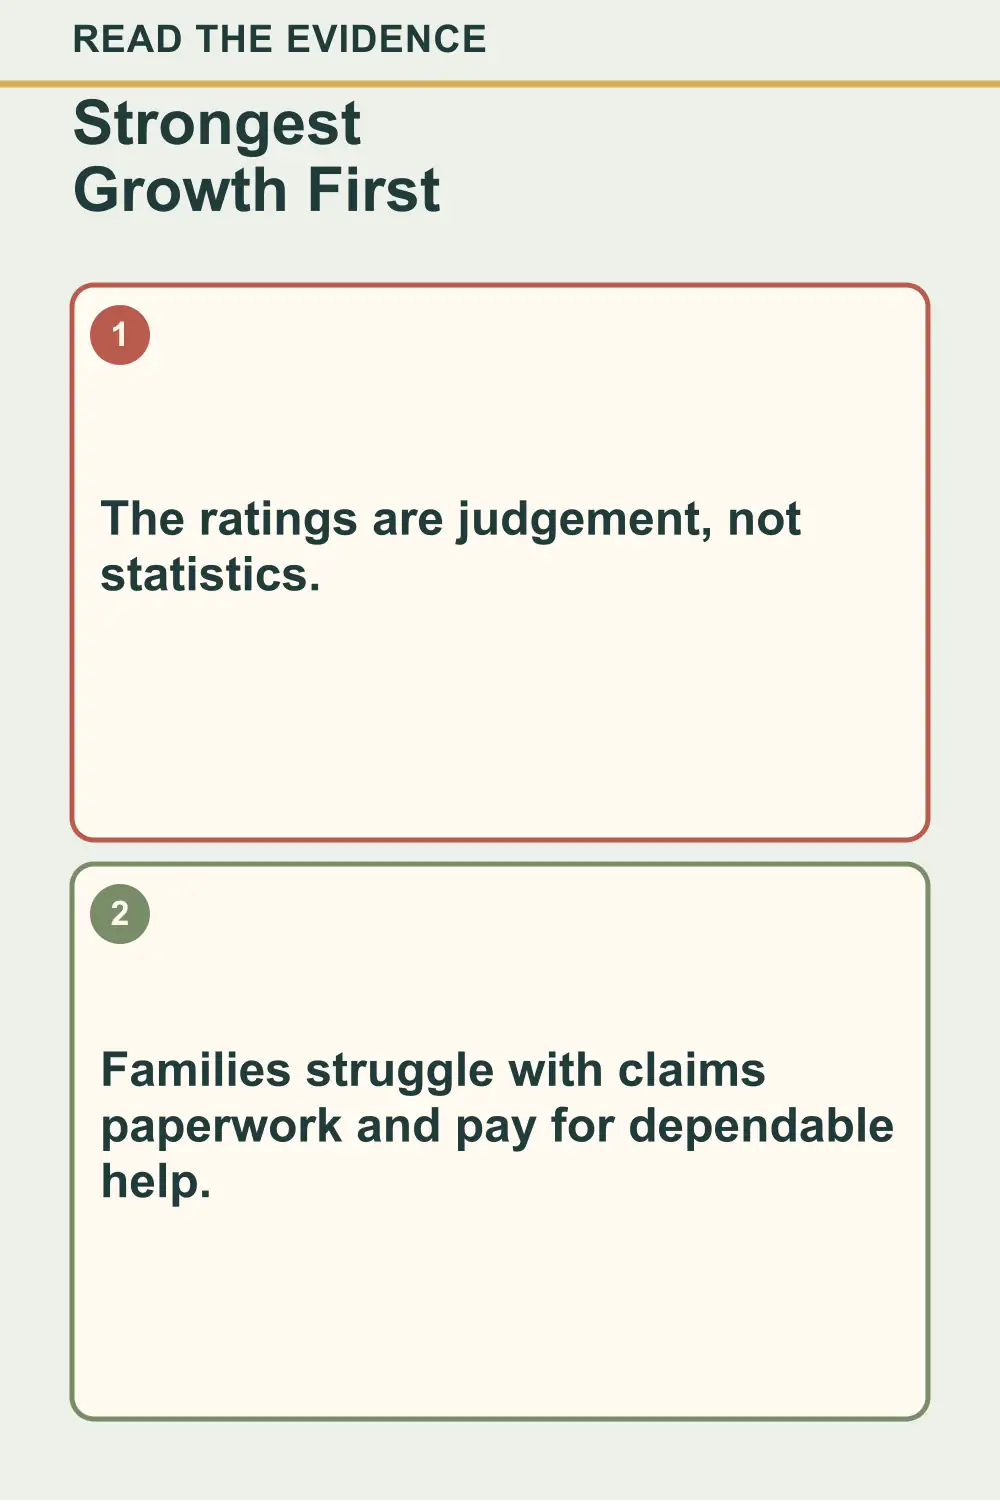 READ THE EVIDENCE
Strongest
Growth First
1
The ratings are judgement, not
statistics.
2
Families struggle with claims
paperwork and pay for dependable
help.